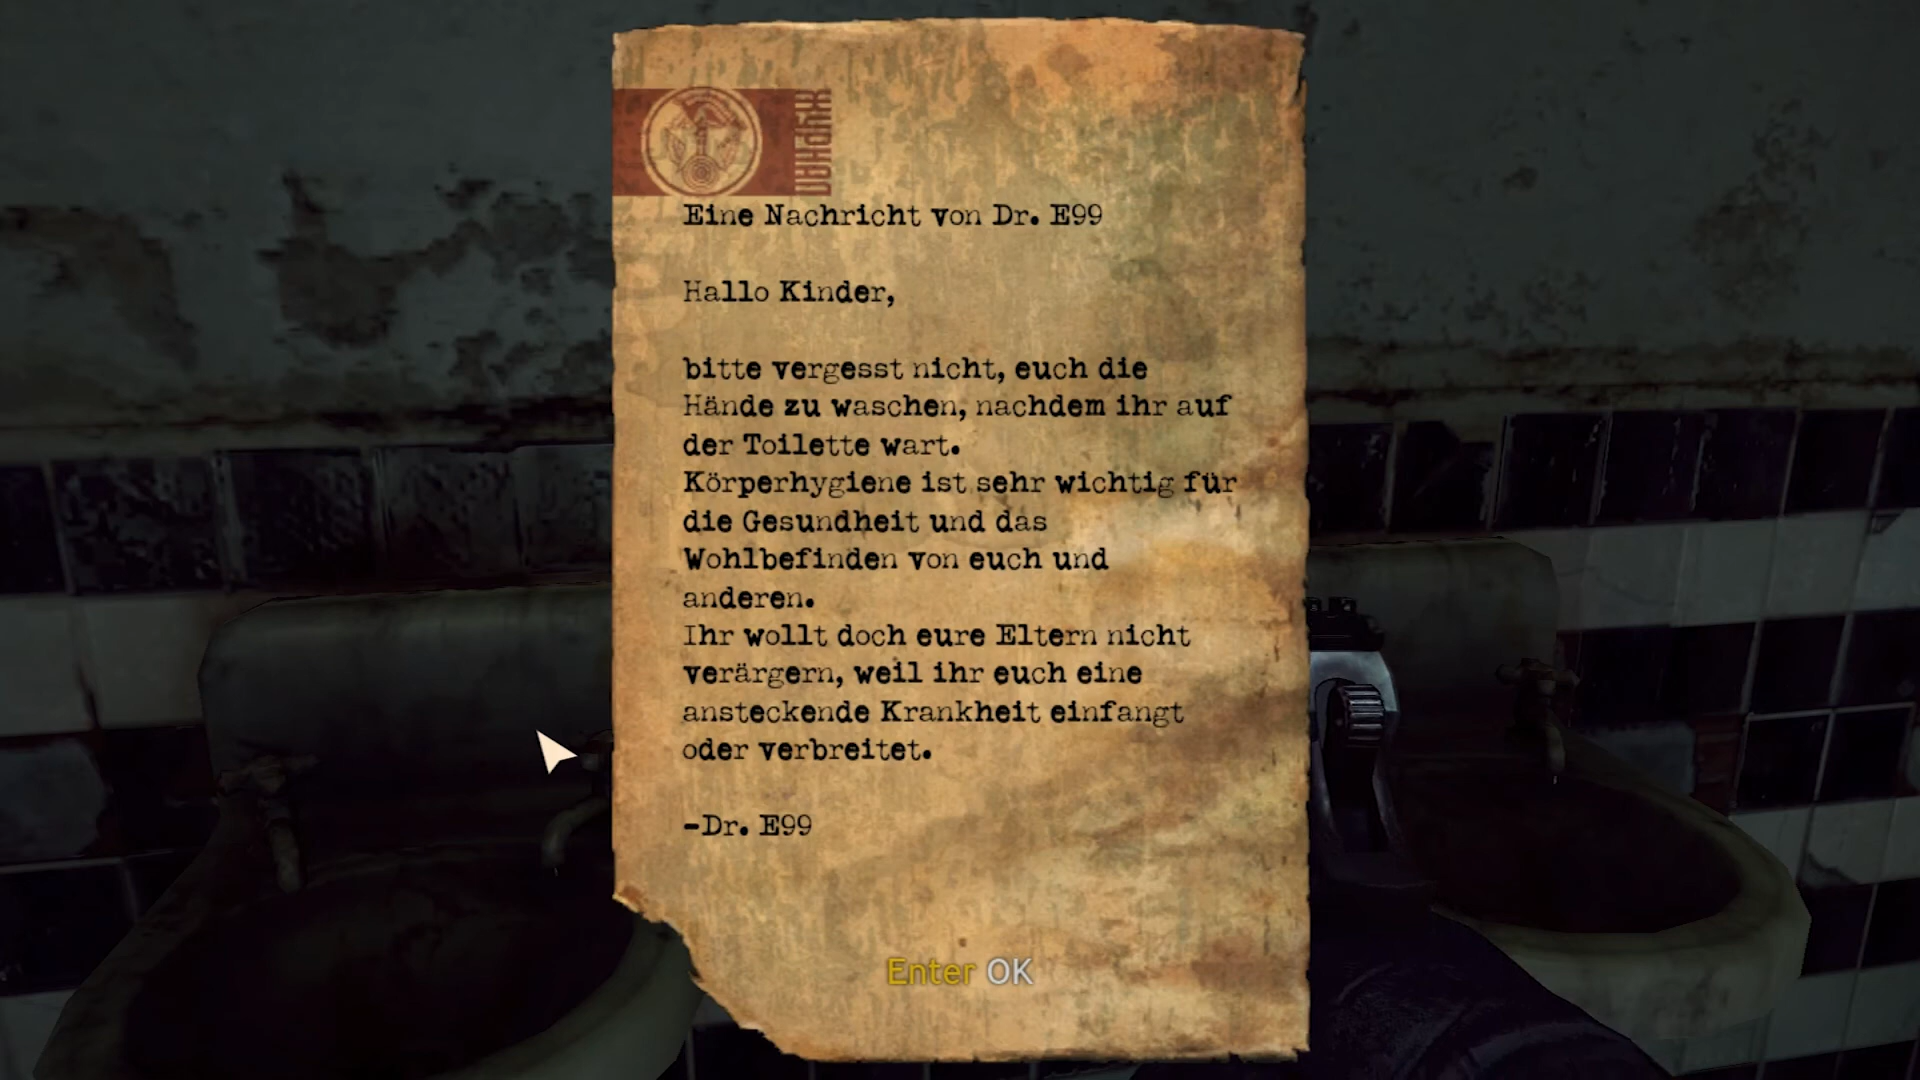 Eine Nachricht von Dr. E99
Hallo Kinder,
bitte vergesst nicht, euch die
Hände zu waschen, nachdem ihr auf
der Toilette wart.
Körperhygiene ist sehr wichtig für
die Gesundheit und das
Wohlbefinden von euch und
anderen.
Ihr wollt doch eure Eltern nicht
verärgern, weil ihr euch eine
ansteckende Krankheit einfangt
oder verbreitet.
-Dr. E99
Enter OK